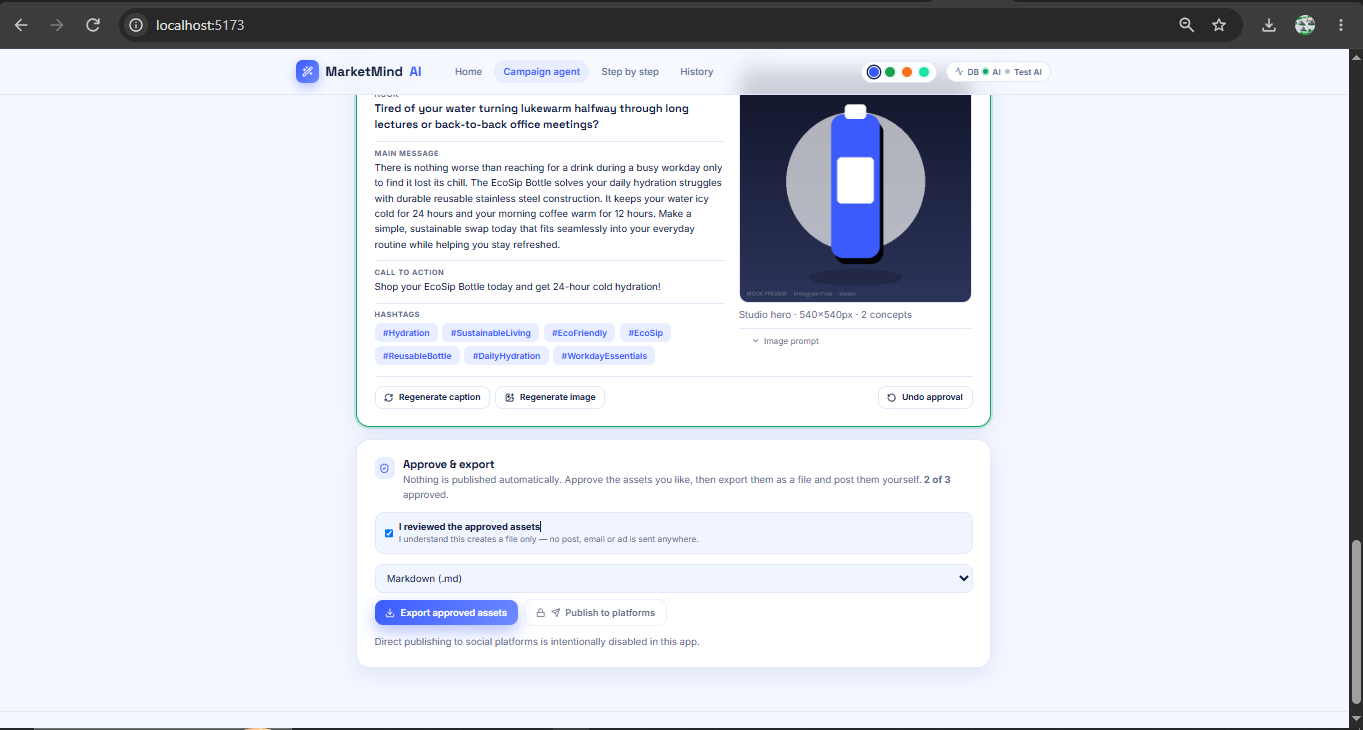 localhost:5173
MarketMind AI
Home
Campaign agent
Step by step
History
DB
AI
Test AI
HOOK
Tired of your water turning lukewarm halfway through long
lectures or back-to-back office meetings?
MAIN MESSAGE
There is nothing worse than reaching for a drink during a busy workday only
to find it lost its chill. The EcoSip Bottle solves your daily hydration struggles
with durable reusable stainless steel construction. It keeps your water icy
cold for 24 hours and your morning coffee warm for 12 hours. Make a
simple, sustainable swap today that fits seamlessly into your everyday
routine while helping you stay refreshed.
CALL TO ACTION
Shop your EcoSip Bottle today and get 24-hour cold hydration!
HASHTAGS
#Hydration #SustainableLiving #EcoFriendly #EcoSip
#ReusableBottle #DailyHydration #WorkdayEssentials
MOCK PREVIEW · Instagram Post · studio
Studio hero · 540×540px · 2 concepts
Image prompt
Regenerate caption
Regenerate image
Undo approval
Approve & export
Nothing is published automatically. Approve the assets you like, then export them as a file and post them yourself. 2 of 3
approved.
I reviewed the approved assets
I understand this creates a file only — no post, email or ad is sent anywhere.
Markdown (.md)
Export approved assets
Publish to platforms
Direct publishing to social platforms is intentionally disabled in this app.